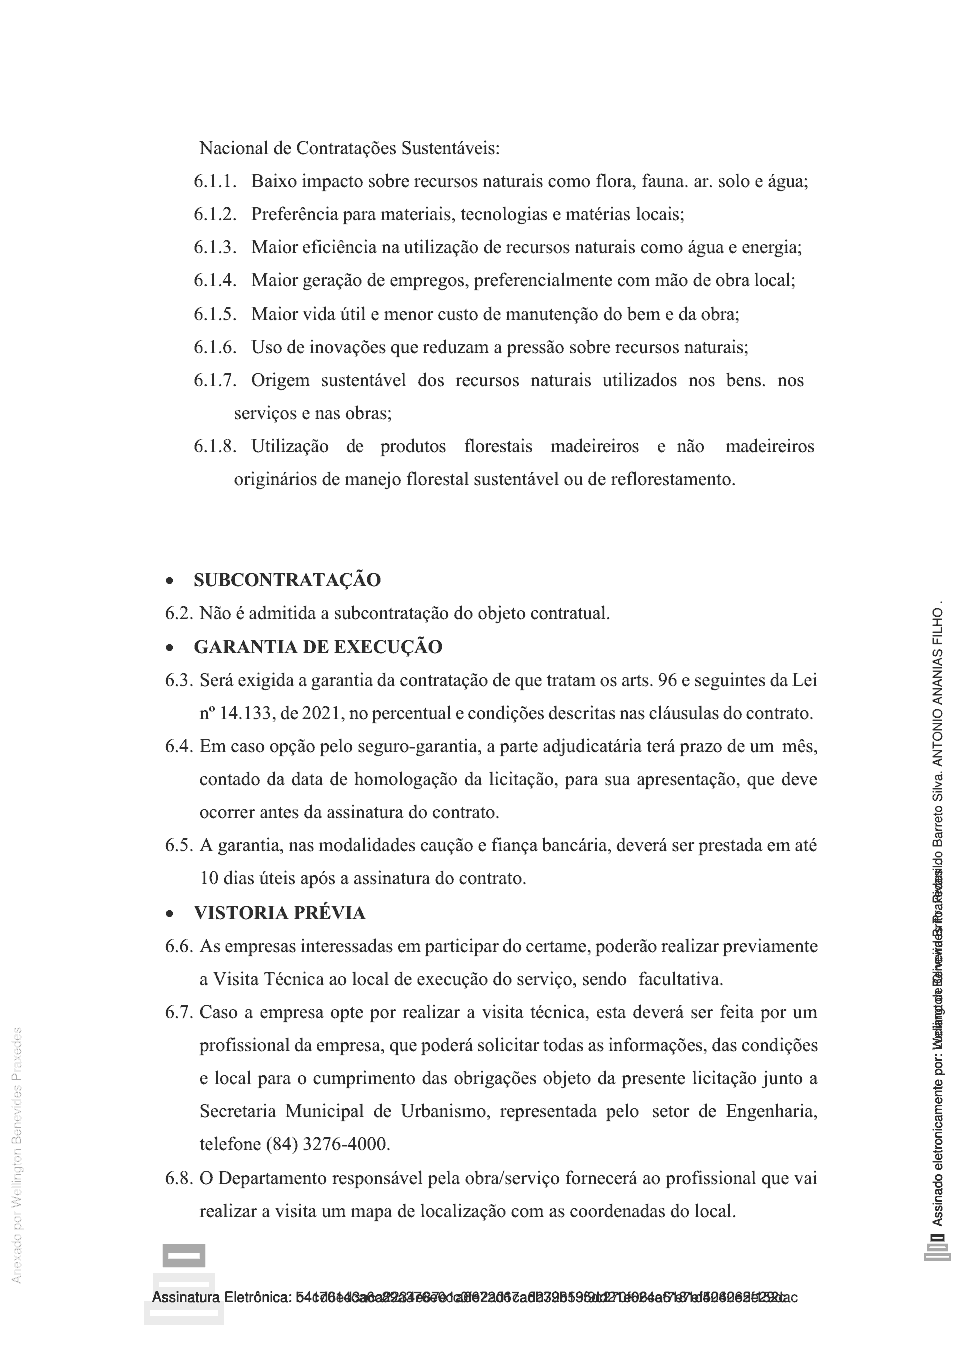 Nacional de Contratações Sustentáveis:
6.1.1. Baixo impacto sobre recursos naturais como flora, fauna. ar. solo e água;
6.1.2. Preferência para materiais, tecnologias e matérias locais;
6.1.3. Maior eficiência na utilização de recursos naturais como água e energia;
6.1.4. Maior geração de empregos, preferencialmente com mão de obra local;
6.1.5. Maior vida útil e menor custo de manutenção do bem e da obra;
6.1.6. Uso de inovações que reduzam a pressão sobre recursos naturais;
6.1.7. Origem sustentável dos recursos naturais utilizados nos bens. nos
serviços e nas obras;
6.1.8. Utilização de produtos florestais madeireiros e não madeireiros
originários de manejo florestal sustentável ou de reflorestamento.
• SUBCONTRATAÇÃO
6.2. Não é admitida a subcontratação do objeto contratual.
• GARANTIA DE EXECUÇÃO
6.3. Será exigida a garantia da contratação de que tratam os arts. 96 e seguintes da Lei
nº 14.133, de 2021, no percentual e condições descritas nas cláusulas do contrato.
6.4. Em caso opção pelo seguro-garantia, a parte adjudicatária terá prazo de um mês,
contado da data de homologação da licitação, para sua apresentação, que deve
ocorrer antes da assinatura do contrato.
6.5. A garantia, nas modalidades caução e fiança bancária, deverá ser prestada em até
10 dias úteis após a assinatura do contrato.
• VISTORIA PRÉVIA
6.6. As empresas interessadas em participar do certame, poderão realizar previamente
a Visita Técnica ao local de execução do serviço, sendo facultativa.
6.7. Caso a empresa opte por realizar a visita técnica, esta deverá ser feita por um
profissional da empresa, que poderá solicitar todas as informações, das condições
e local para o cumprimento das obrigações objeto da presente licitação junto a
Secretaria Municipal de Urbanismo, representada pelo setor de Engenharia,
telefone (84) 3276-4000.
6.8. O Departamento responsável pela obra/serviço fornecerá ao profissional que vai
realizar a visita um mapa de localização com as coordenadas do local.
Assinatura Eletrônica:
Anexado por Wellington Benevides Praxedes
Assinado eletronicamente por: Barreto Silva. ANTONIO ANANIAS FILHO .